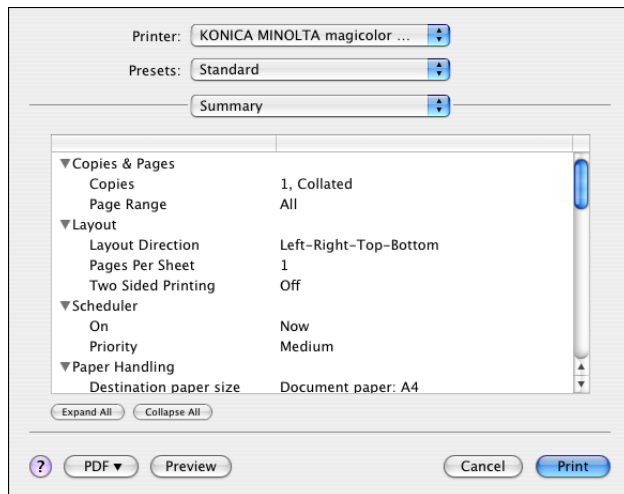 Printer: KONICA MINOLTA magicolor ...
Presets: Standard
Summary
▼Copies & Pages
Copies 1, Collated
Page Range All
▼Layout
Layout Direction Left-Right-Top-Bottom
Pages Per Sheet 1
Two Sided Printing Off
▼Scheduler
On Now
Priority Medium
▼Paper Handling
Destination paper size Document paper: A4
Expand All Collapse All
? PDF ▼ Preview Cancel Print